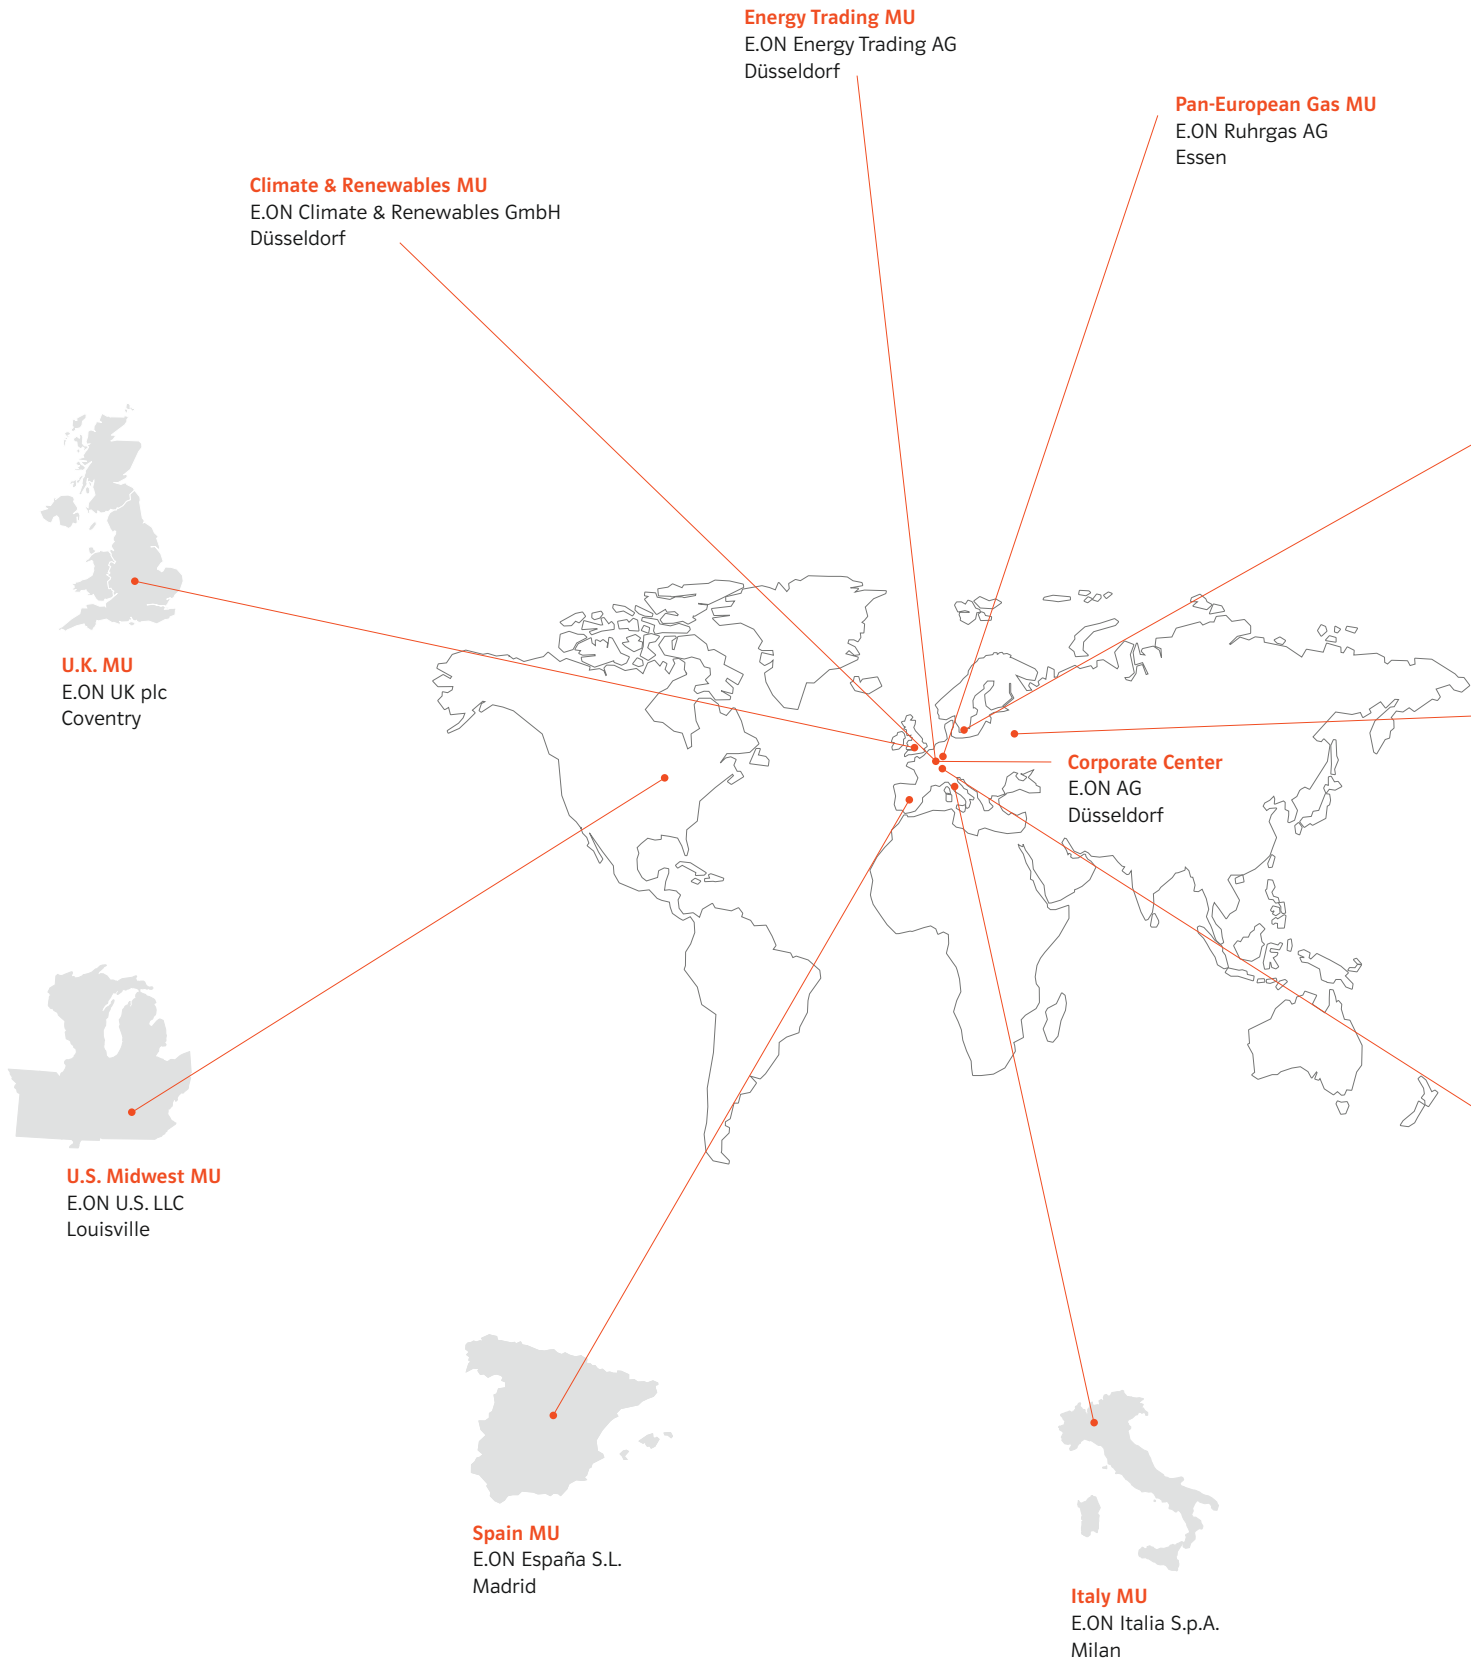 Energy Trading MU
E.ON Energy Trading AG
Düsseldorf
Pan-European Gas MU
E.ON Ruhrgas AG
Essen
Climate & Renewables MU
E.ON Climate & Renewables GmbH
Düsseldorf
U.K. MU
E.ON UK plc
Coventry
Corporate Center
E.ON AG
Düsseldorf
U.S. Midwest MU
E.ON U.S. LLC
Louisville
Spain MU
E.ON España S.L.
Madrid
Italy MU
E.ON Italia S.p.A.
Milan